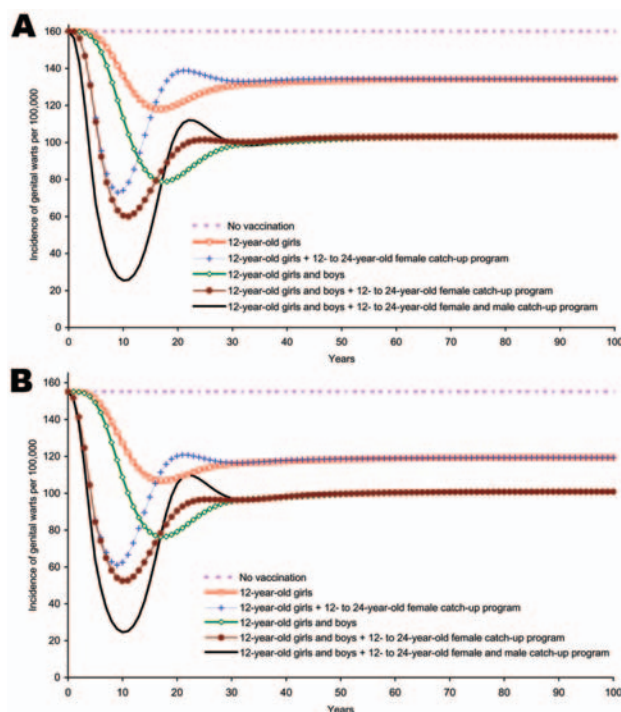 A
160
140
120
100
80
60
40
20
0
Incidence of genital warts per 100,000
No vaccination
12-year-old girls
12-year-old girls + 12- to 24-year-old female catch-up program
12-year-old girls and boys
12-year-old girls and boys + 12- to 24-year-old female catch-up program
12-year-old girls and boys + 12- to 24-year-old female and male catch-up program
0 10 20 30 40 50 60 70 80 90 100
Years
B
160
140
120
100
80
60
40
20
0
Incidence of genital warts per 100,000
No vaccination
12-year-old girls
12-year-old girls + 12- to 24-year-old female catch-up program
12-year-old girls and boys
12-year-old girls and boys + 12- to 24-year-old female catch-up program
12-year-old girls and boys + 12- to 24-year-old female and male catch-up program
0 10 20 30 40 50 60 70 80 90 100
Years